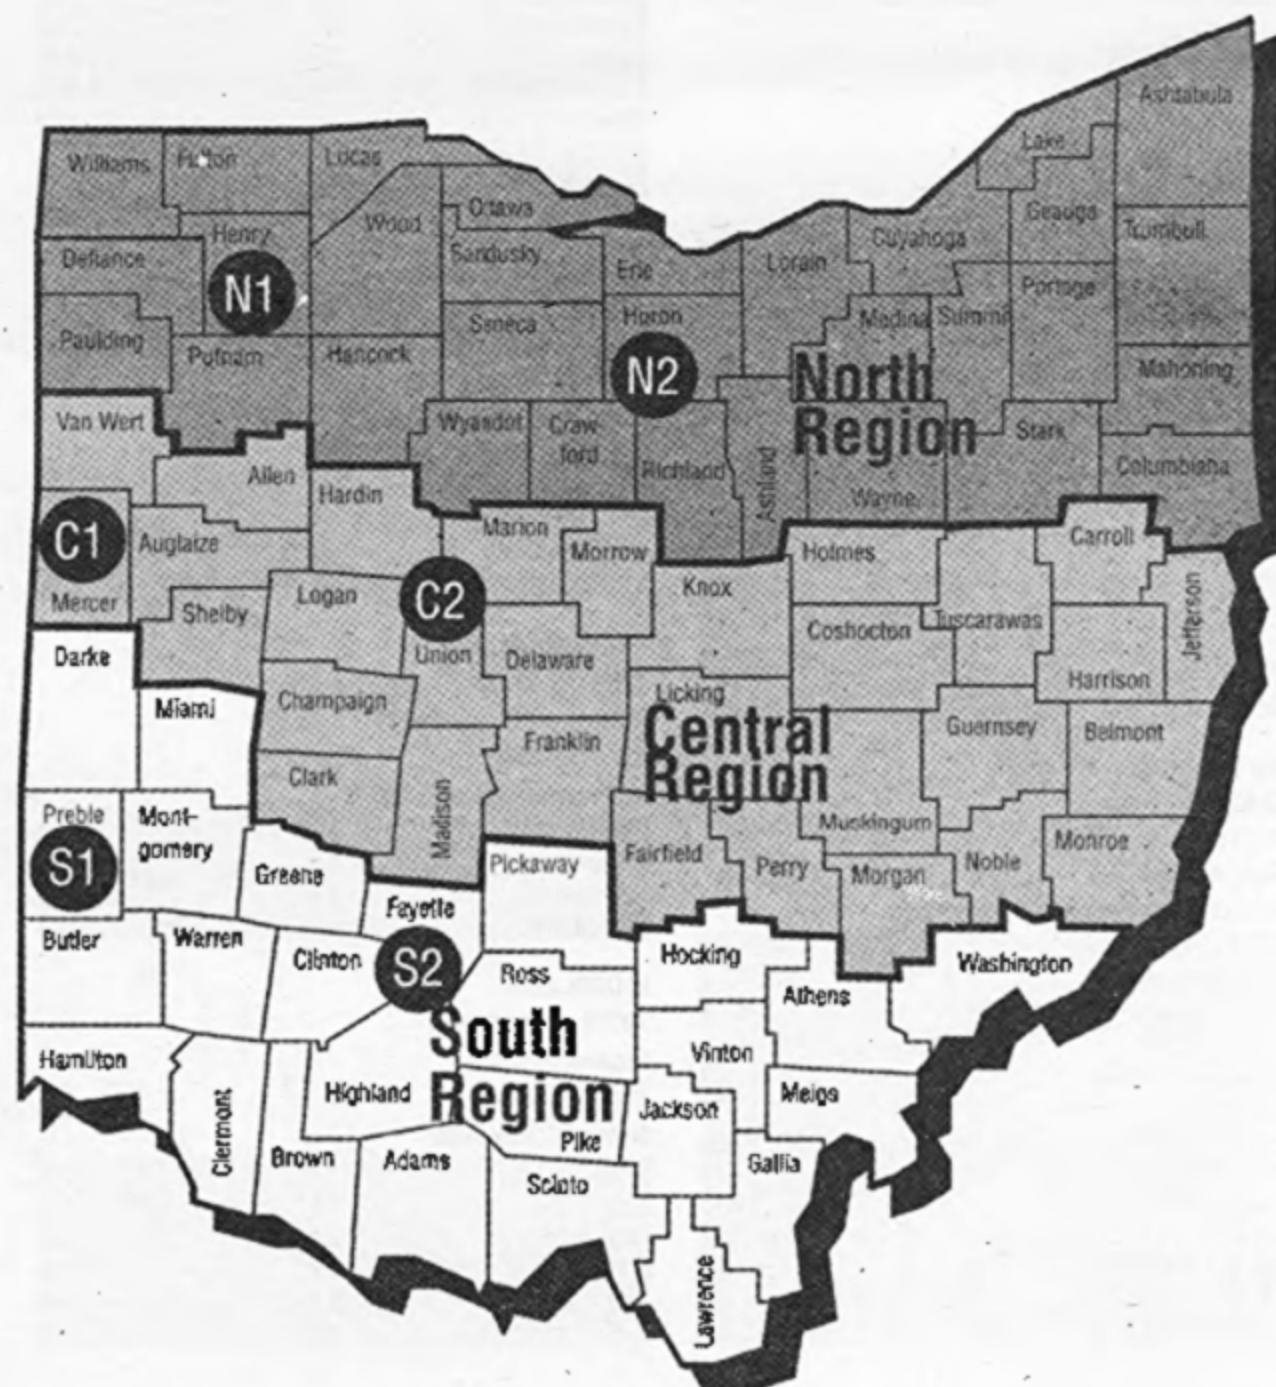 Ashtabula
Lake
Williams
Fulton
Lucas
Ottawa
Wood
Geauga
Trumbull
Henry
Cuyahoga
Defiance
Sandusky
Erie
Lorain
N1
Portage
Paulding
Putnam
Hancock
Seneca
Huron
Medina
Summit
N2
North
Region
Mahoning
Van Wert
Wyandot
Craw-
ford
Richland
Ashland
Wayne
Stark
Columbiana
Allen
Hardin
C1
Mercer
Auglaize
Marion
Morrow
Holmes
Carroll
Logan
C2
Knox
Shelby
Union
Delaware
Coshocton
Tuscarawas
Jefferson
Harrison
Darke
Miami
Champaign
Licking
Central
Region
Guernsey
Belmont
Franklin
Clark
Madison
Preble
Mont-
gomery
S1
Muskingum
Monroe
Greene
Pickaway
Fairfield
Perry
Morgan
Noble
Fayette
Butler
Warren
Clinton
S2
Ross
Hocking
Athens
Washington
South
Region
Hamilton
Vinton
Highland
Clermont
Jackson
Meigs
Brown
Adams
Pike
Gallia
Scioto
Lawrence